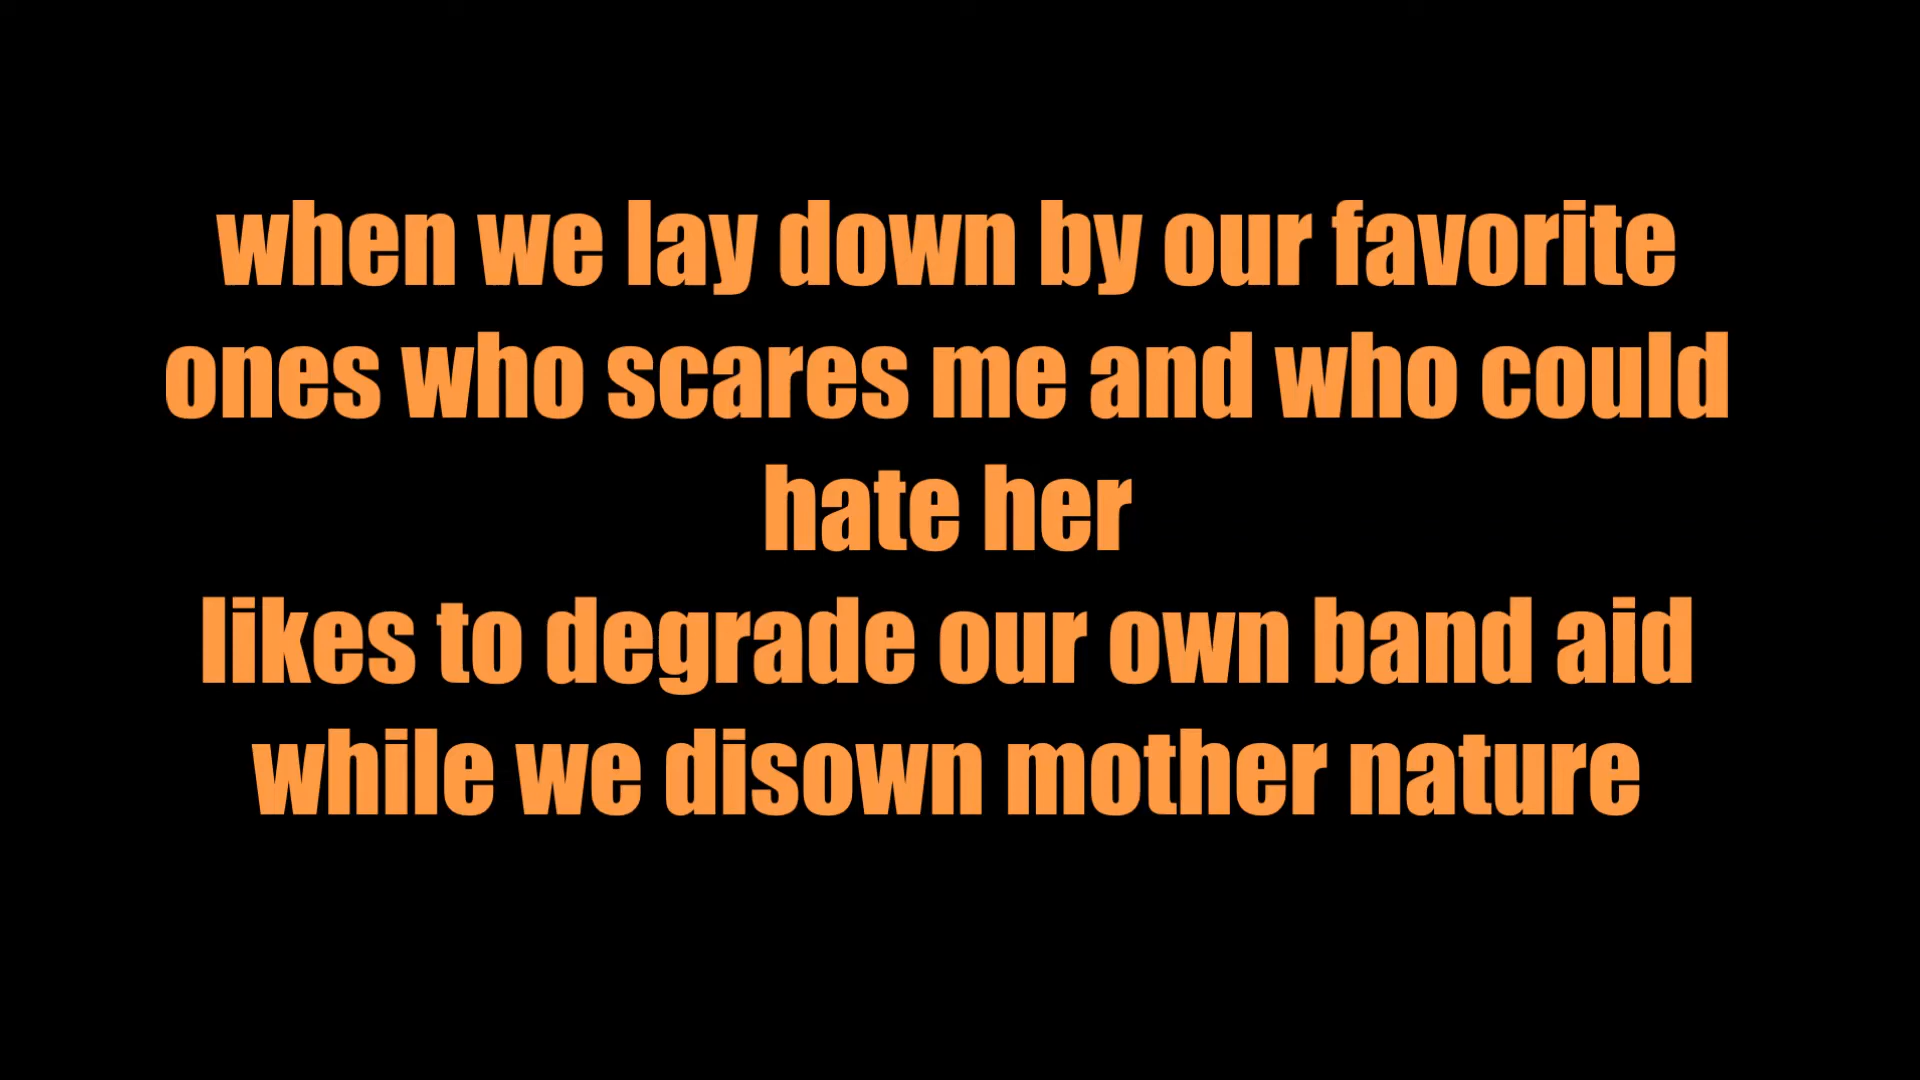 when we lay down by our favorite
ones who scares me and who could
hate her
likes to degrade our own band aid
while we disown mother nature